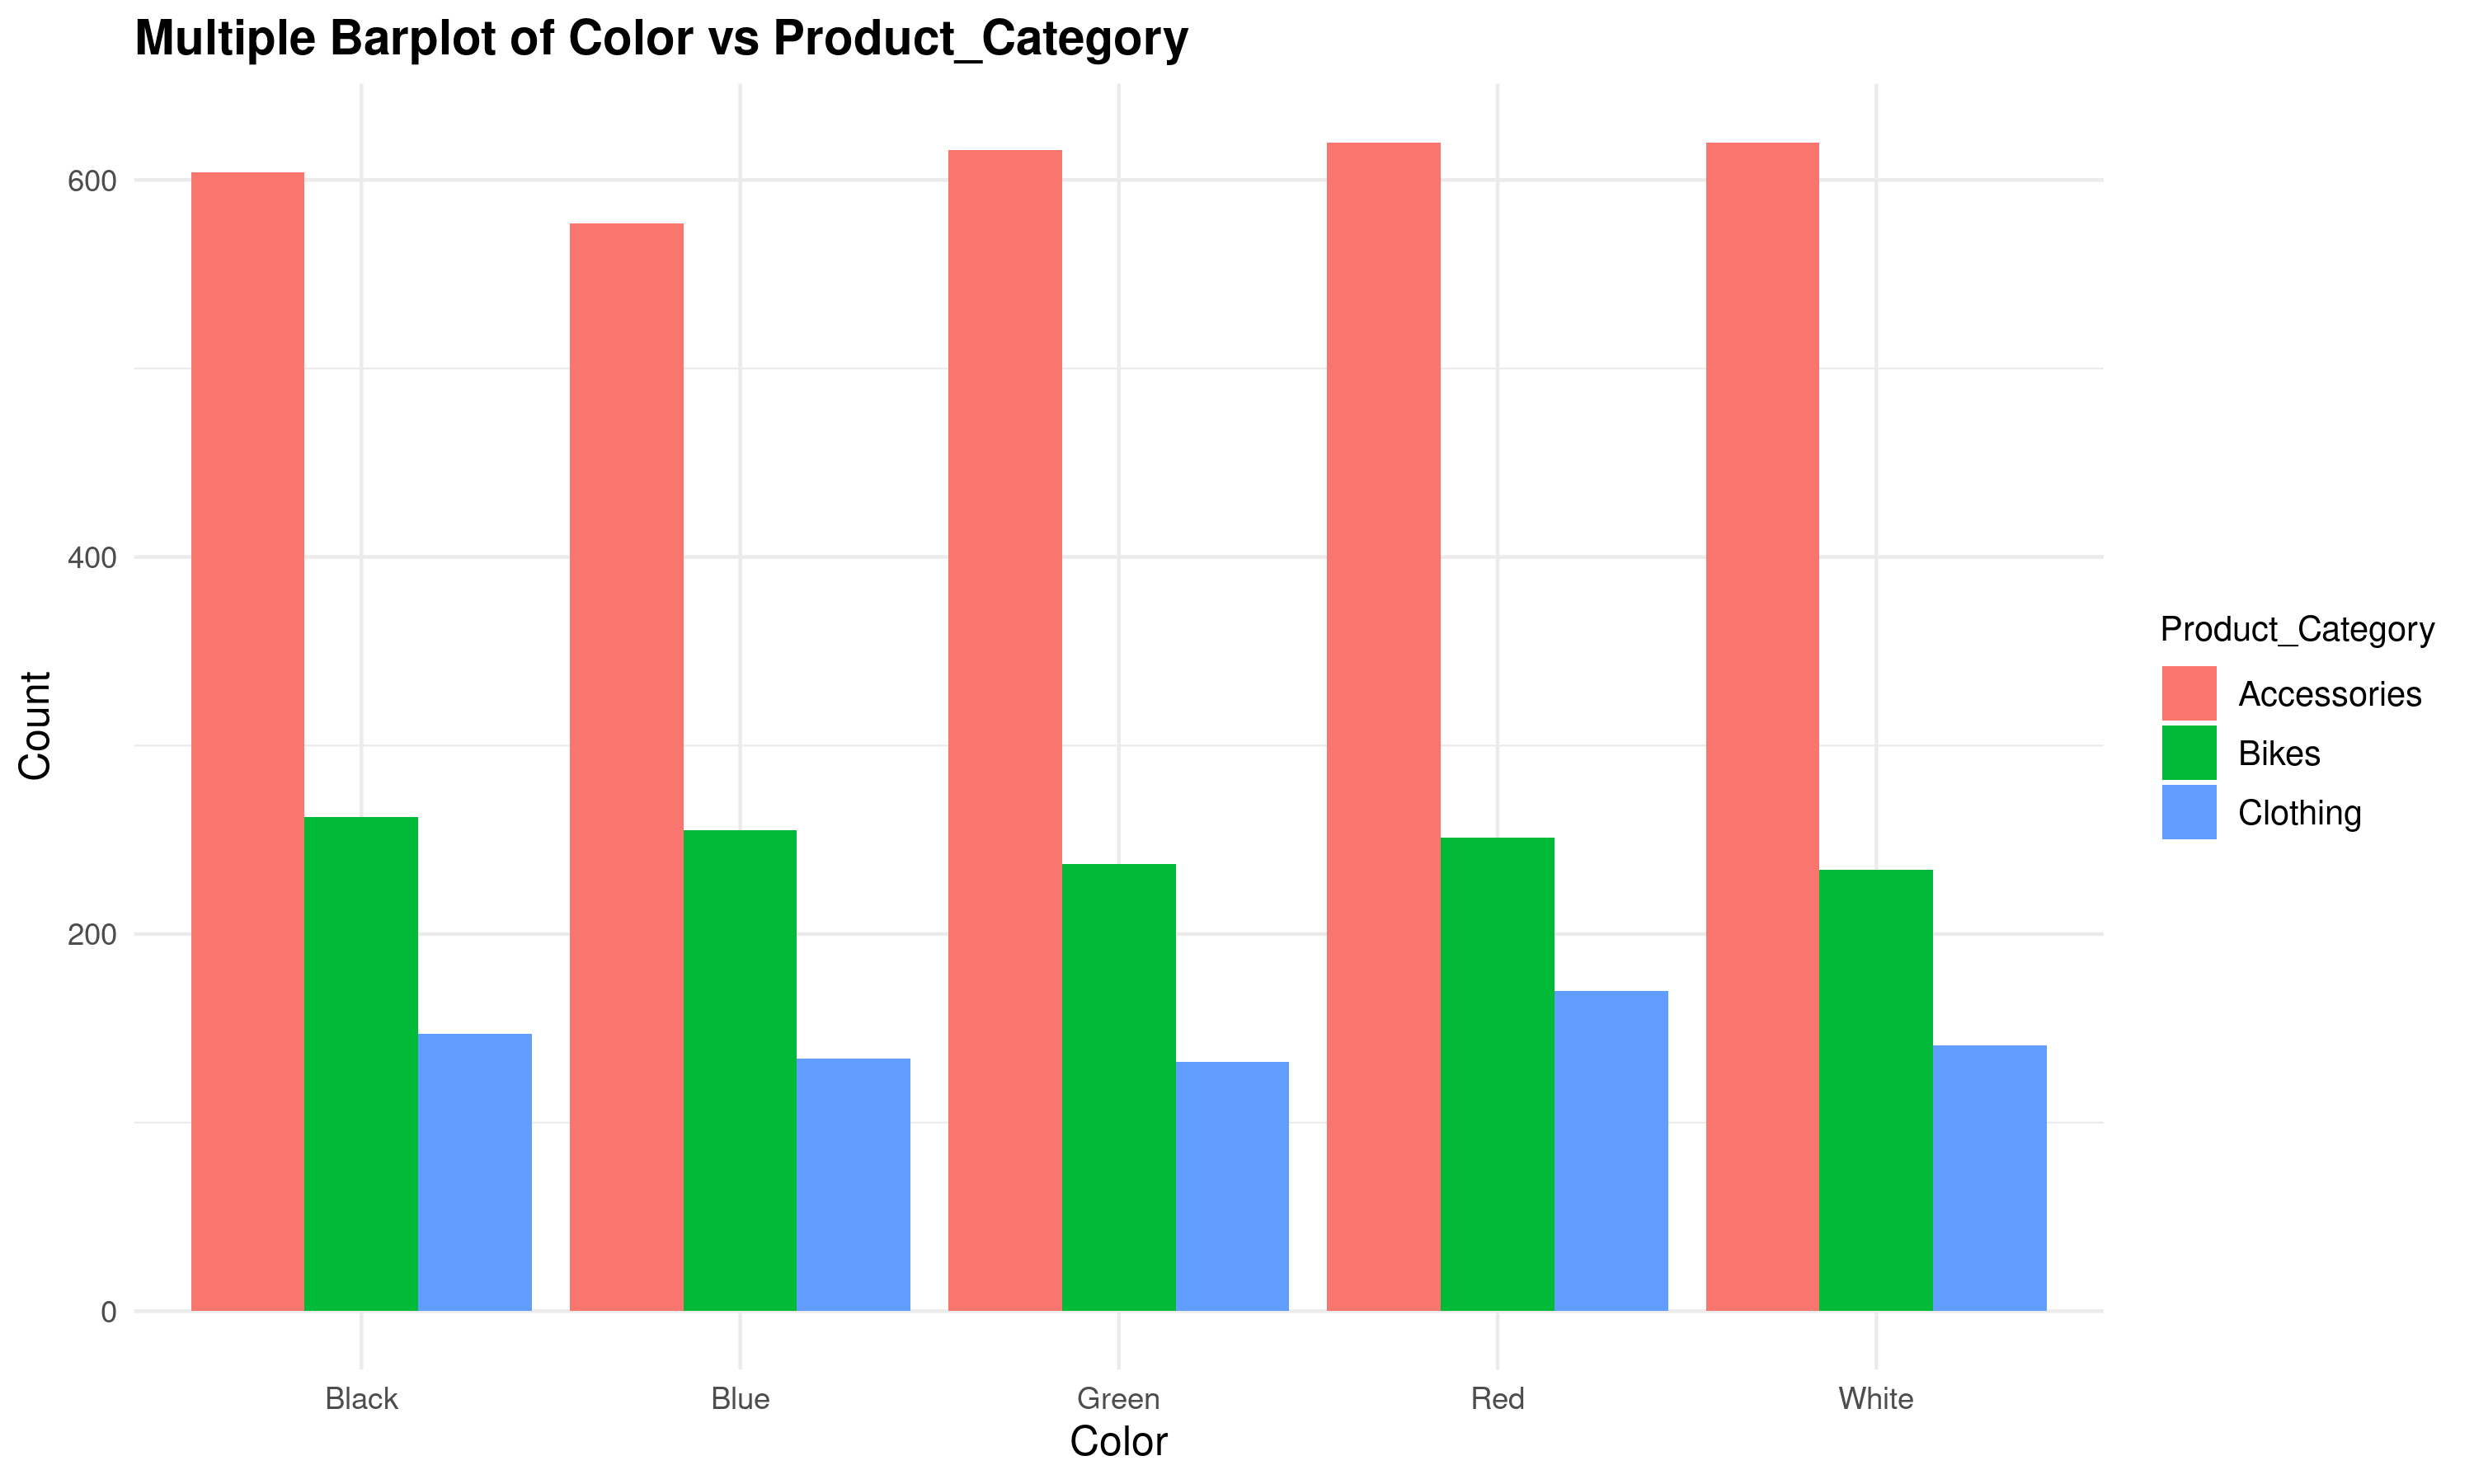 Multiple Barplot of Color vs Product_Category
600
400
200
0
Count
Black
Blue
Green
Red
White
Color
Product_Category
Accessories
Bikes
Clothing